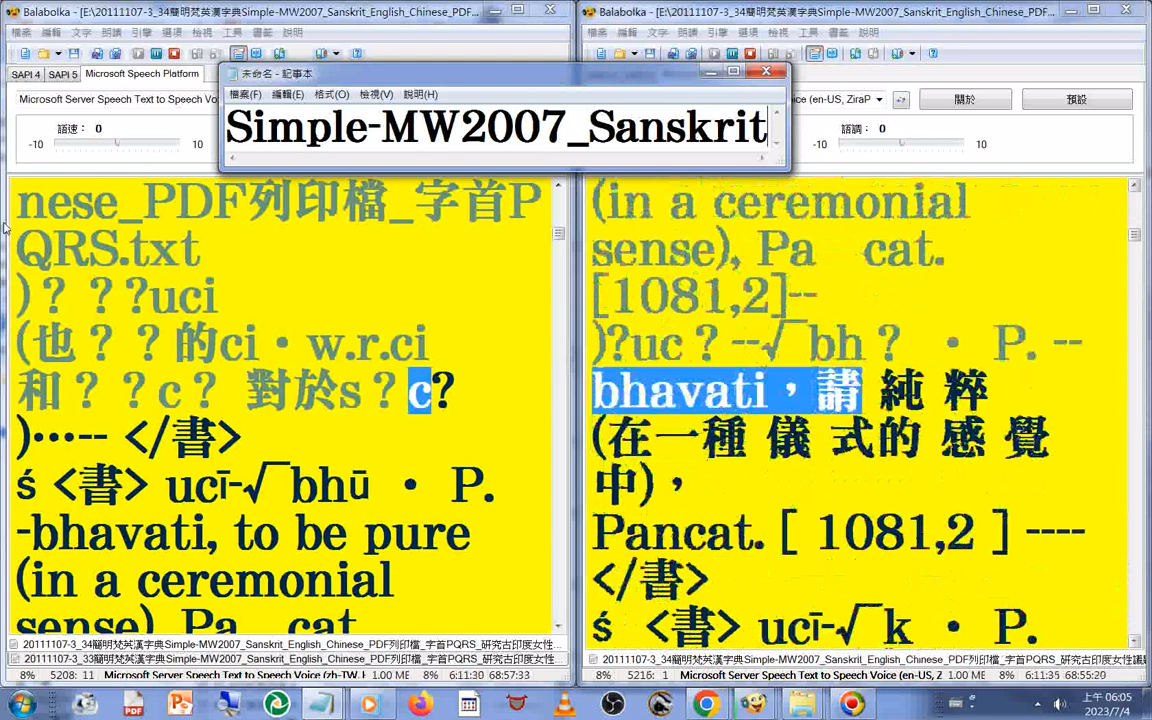 Balabolka - [E:\20111107-3_34簡明梵英漢字典Simple-MW2007_Sanskrit_English_Chinese_PDF...
檔案 編輯 文字 朗讀 引擎 選項 檢視 工具 書籤 說明
SAPI 4 SAPI 5 Microsoft Speech Platform
Microsoft Server Speech Text to Speech Vo
語速： 0
-10 10
nese_PDF列印檔_字首P
QRS.txt
)？？?uci
(也？？的ci·w.r.ci
和？？c？ 對於s？c?
)…-- </書>
ś <書> ucī-√bhū · P.
-bhavati, to be pure
(in a ceremonial
sense), Pa cat.
20111107-3_34簡明梵英漢字典Simple-MW2007_Sanskrit_English_Chinese_PDF列印檔_字首PQRS_研究古印度女性...
20111107-3_33簡明梵英漢字典Simple-MW2007_Sanskrit_English_Chinese_PDF列印檔_字首PQRS_研究古印度女性...
8% 5208: 11 Microsoft Server Speech Text to Speech Voice (zh-TW, 1.00 ME 8% 6:11:30 68:57:33
未命名 - 記事本
檔案(F) 編輯(E) 格式(O) 檢視(V) 說明(H)
Simple-MW2007_Sanskrit
Balabolka - [E:\20111107-3_34簡明梵英漢字典Simple-MW2007_Sanskrit_English_Chinese_PDF...
檔案 編輯 文字 朗讀 引擎 選項 檢視 工具 書籤 說明
ice (en-US, ZiraP 關於 預設
-10 語調： 0 10
(in a ceremonial
sense), Pa cat.
[1081,2]--
)?uc？--√bh？ · P. --
bhavati，請 純 粹
(在一種 儀 式的 感 覺
中)，
Pancat. [ 1081,2 ] ----
</書>
ś <書> ucī-√k · P.
20111107-3_34簡明梵英漢字典Simple-MW2007_Sanskrit_English_Chinese_PDF列印檔_字首PQRS_研究古印度女性議
8% 5216: 1 Microsoft Server Speech Text to Speech Voice (en-US, Z 1.00 ME 8% 6:11:30 68:55:20
上午 06:05
2023/7/4